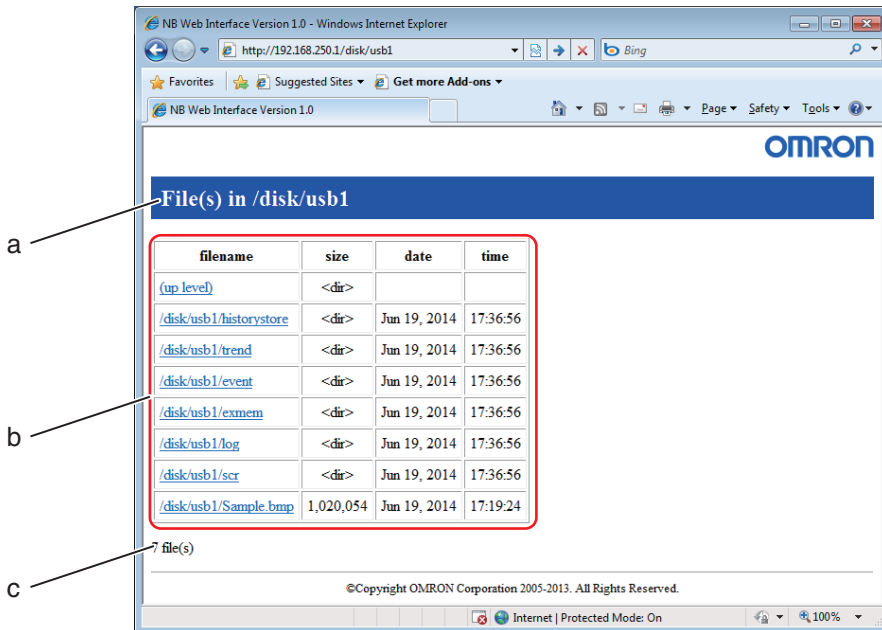 NB Web Interface Version 1.0 - Windows Internet Explorer
http://192.168.250.1/disk/usb1 Bing
Favorites Suggested Sites Get more Add-ons
NB Web Interface Version 1.0 Page Safety Tools
OMRON
a File(s) in /disk/usb1
filename size date time
(up level) <dir>
/disk/usb1/historystore <dir> Jun 19, 2014 17:36:56
/disk/usb1/trend <dir> Jun 19, 2014 17:36:56
/disk/usb1/event <dir> Jun 19, 2014 17:36:56
/disk/usb1/exmem <dir> Jun 19, 2014 17:36:56
b /disk/usb1/log <dir> Jun 19, 2014 17:36:56
/disk/usb1/scr <dir> Jun 19, 2014 17:36:56
/disk/usb1/Sample.bmp 1,020,054 Jun 19, 2014 17:19:24
7 file(s)
c ©Copyright OMRON Corporation 2005-2013. All Rights Reserved.
Internet | Protected Mode: On 100%